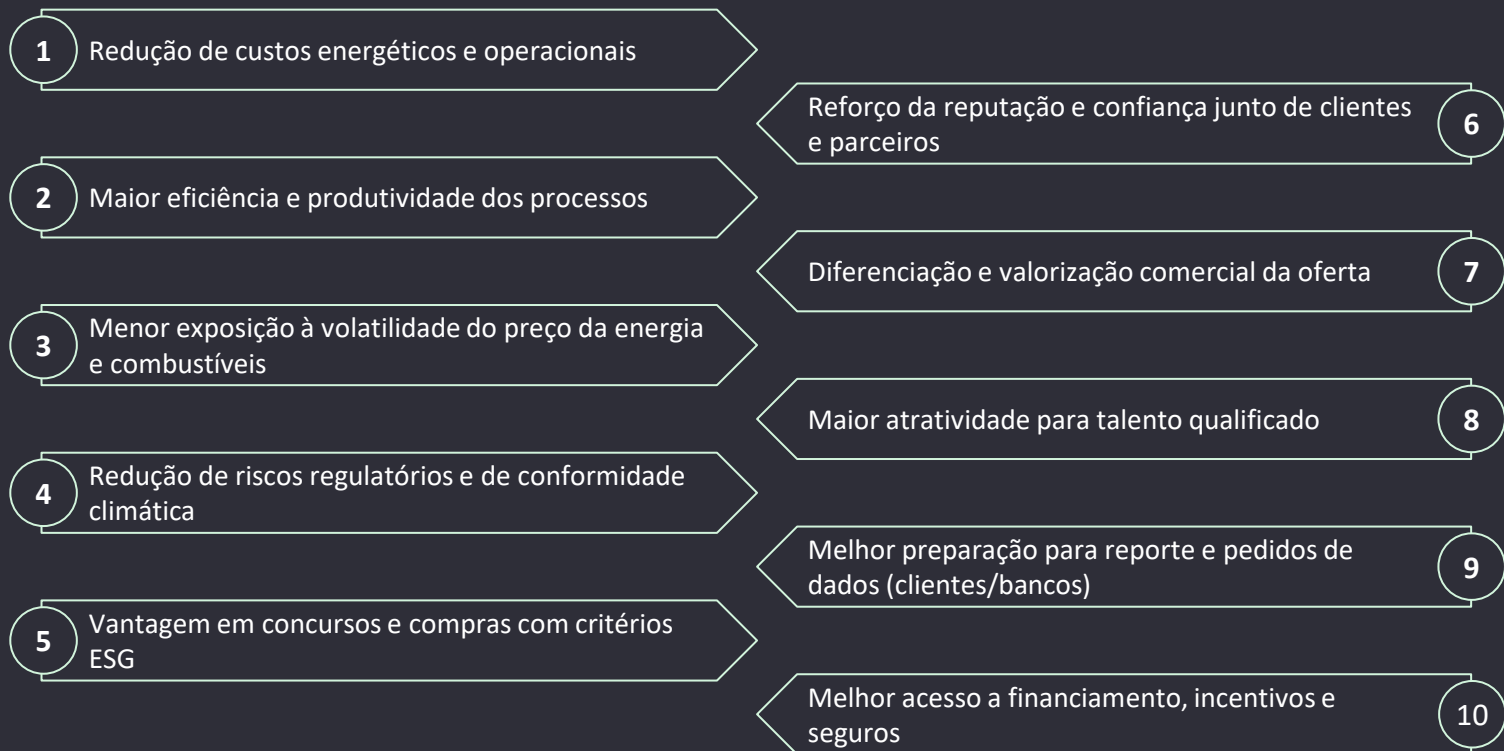 1
Redução de custos energéticos e operacionais
2
Maior eficiência e produtividade dos processos
3
Menor exposição à volatilidade do preço da energia
e combustíveis
4
Redução de riscos regulatórios e de conformidade
climática
5
Vantagem em concursos e compras com critérios
ESG
Reforço da reputação e confiança junto de clientes
e parceiros
6
Diferenciação e valorização comercial da oferta
7
Maior atratividade para talento qualificado
8
Melhor preparação para reporte e pedidos de
dados (clientes/bancos)
9
Melhor acesso a financiamento, incentivos e
seguros
10